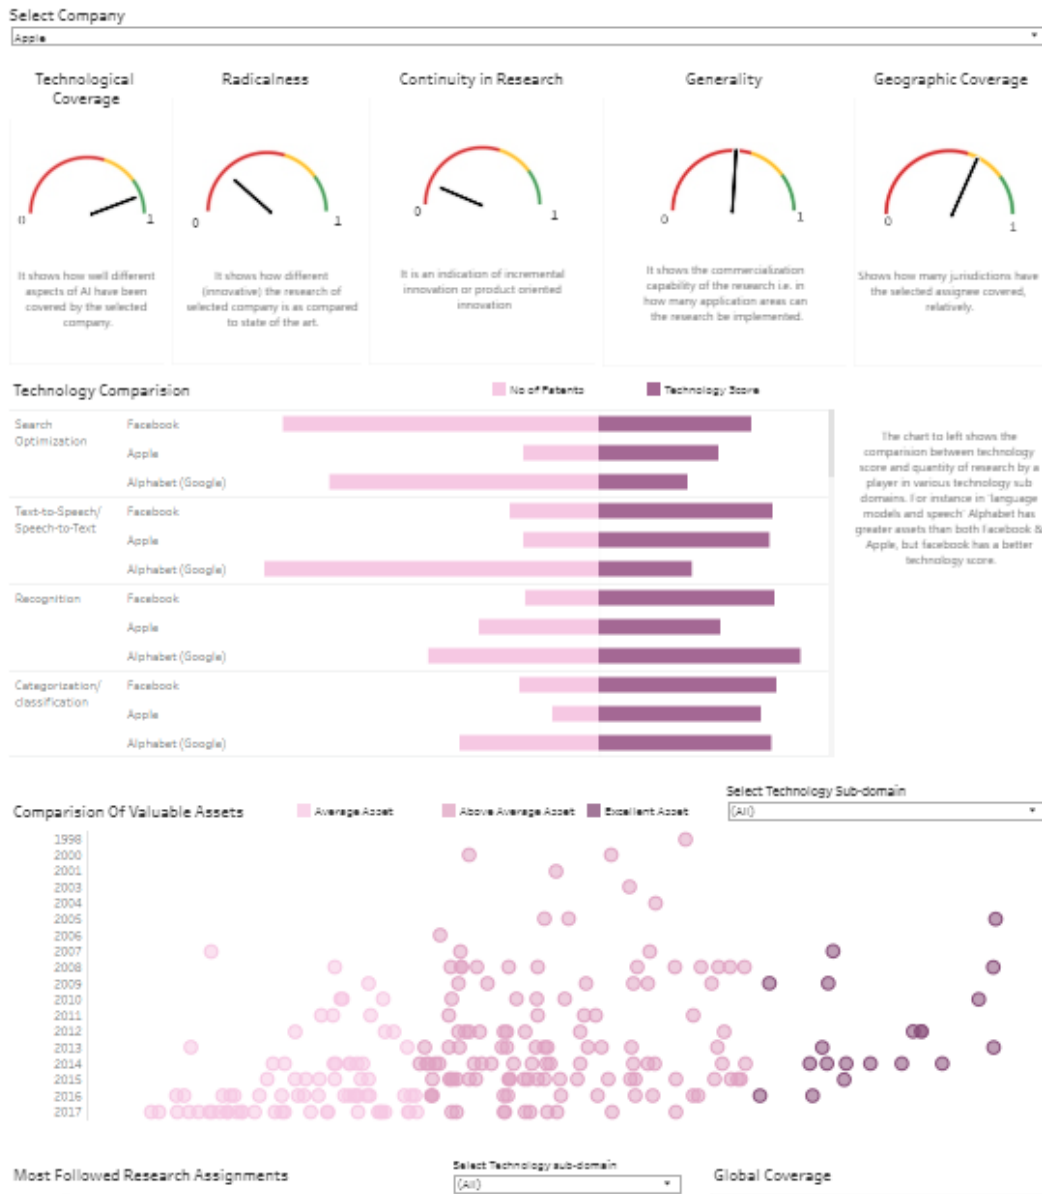 Select Company
Apple
Technological
Coverage
Radicalness
Continuity in Research
Generality
Geographic Coverage
0
1
0
1
0
1
0
1
0
1
It shows how well different
aspects of AI have been
covered by the selected
company.
It shows how different
(innovative) the research of
selected company is as compared
to state of the art.
It is an indication of incremental
innovation or product oriented
innovation
It shows the commercialization
capability of the research i.e. in
how many application areas can
the research be implemented.
Shows how many jurisdictions have
the selected assignee covered,
relatively.
Technology Comparision
No of Patents
Technology Score
Search
Optimization
Facebook
Apple
Alphabet (Google)
Text-to-Speech/
Speech-to-Text
Facebook
Apple
Alphabet (Google)
Recognition
Facebook
Apple
Alphabet (Google)
Categorization/
classification
Facebook
Apple
Alphabet (Google)
The chart to left shows the
comparision between technology
score and quantity of research by a
player in various technology sub
domains. For instance in 'language
models and speech' Alphabet has
greater assets than both Facebook &
Apple, but facebook has a better
technology score.
Comparision Of Valuable Assets
Average Asset
Above Average Asset
Excellent Asset
Select Technology Sub-domain
(All)
1998
2000
2001
2003
2004
2005
2006
2007
2008
2009
2010
2011
2012
2013
2014
2015
2016
2017
Most Followed Research Assignments
Select Technology sub-domain
(All)
Global Coverage